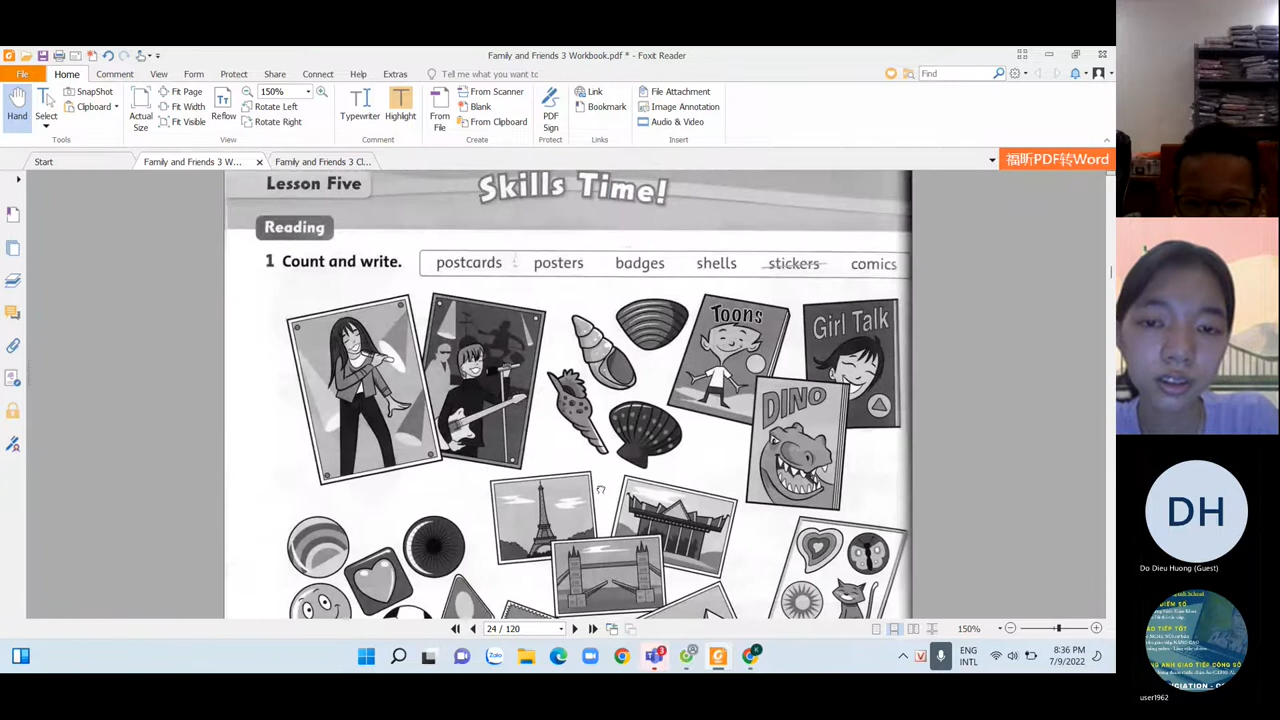 Family and Friends 3 Workbook.pdf * - Foxit Reader
File Home Comment View Form Protect Share Connect Help Extras Tell me what you want tc Find
Hand
Select
SnapShot
Clipboard
Actual Size
Fit Page
Fit Width
Fit Visible
Reflow
150%
Rotate Left
Rotate Right
Typewriter
Highlight
From File
From Scanner
Blank
From Clipboard
PDF Sign
Link
Bookmark
File Attachment
Image Annotation
Audio & Video
Tools View Comment Create Protect Links Insert
Start Family and Friends 3 W... Family and Friends 3 Cl...
福昕PDF转Word
Lesson Five Skills Time!
Reading
1 Count and write. postcards posters badges shells stickers comics
Toons
Girl Talk
DINO
24 / 120
150%
Zalo
3
K
ENG
INTL
8:36 PM
7/9/2022
DH
Do Dieu Huong (Guest)
ĐIỂM SỐ
user1962